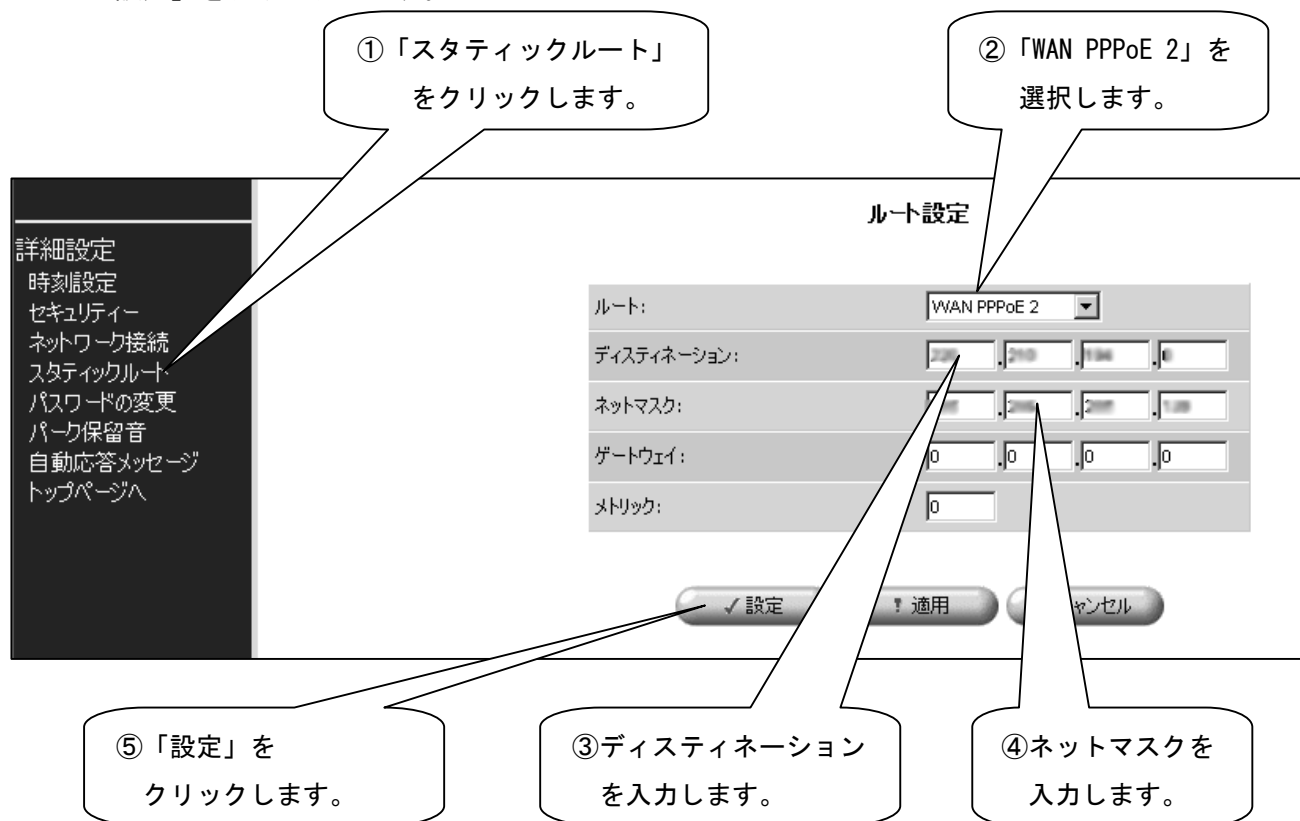 ①「スタティックルート」
をクリックします。
②「WAN PPPoE 2」を
選択します。
ルート設定
詳細設定
時刻設定
セキュリティー
ネットワーク接続
スタティックルート
パスワードの変更
パーク保留音
自動応答メッセージ
トップページへ
ルート: WAN PPPoE 2
ディスティネーション:
ネットマスク:
ゲートウェイ: 0 .0 .0 .0
メトリック: 0
✓設定 ! 適用 ャンセル
⑤「設定」を
クリックします。
③ディスティネーション
を入力します。
④ネットマスクを
入力します。